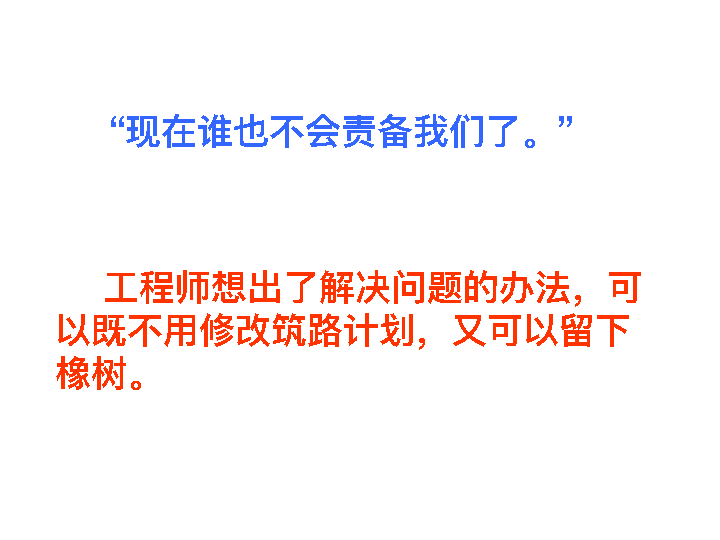 “现在谁也不会责备我们了。”
工程师想出了解决问题的办法，可
以既不用修改筑路计划，又可以留下
橡树。